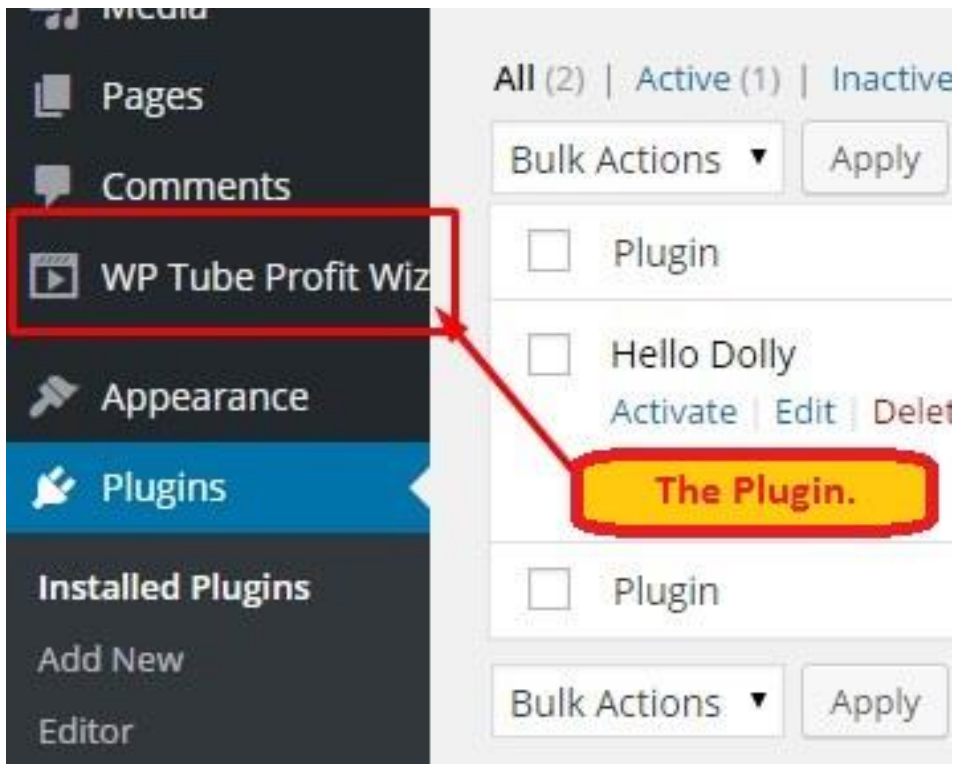 Media
Pages
Comments
WP Tube Profit Wiz
Appearance
Plugins
Installed Plugins
Add New
Editor
All (2) | Active (1) | Inactive
Bulk Actions Apply
Plugin
Hello Dolly
Activate | Edit | Delet
The Plugin.
Plugin
Bulk Actions Apply